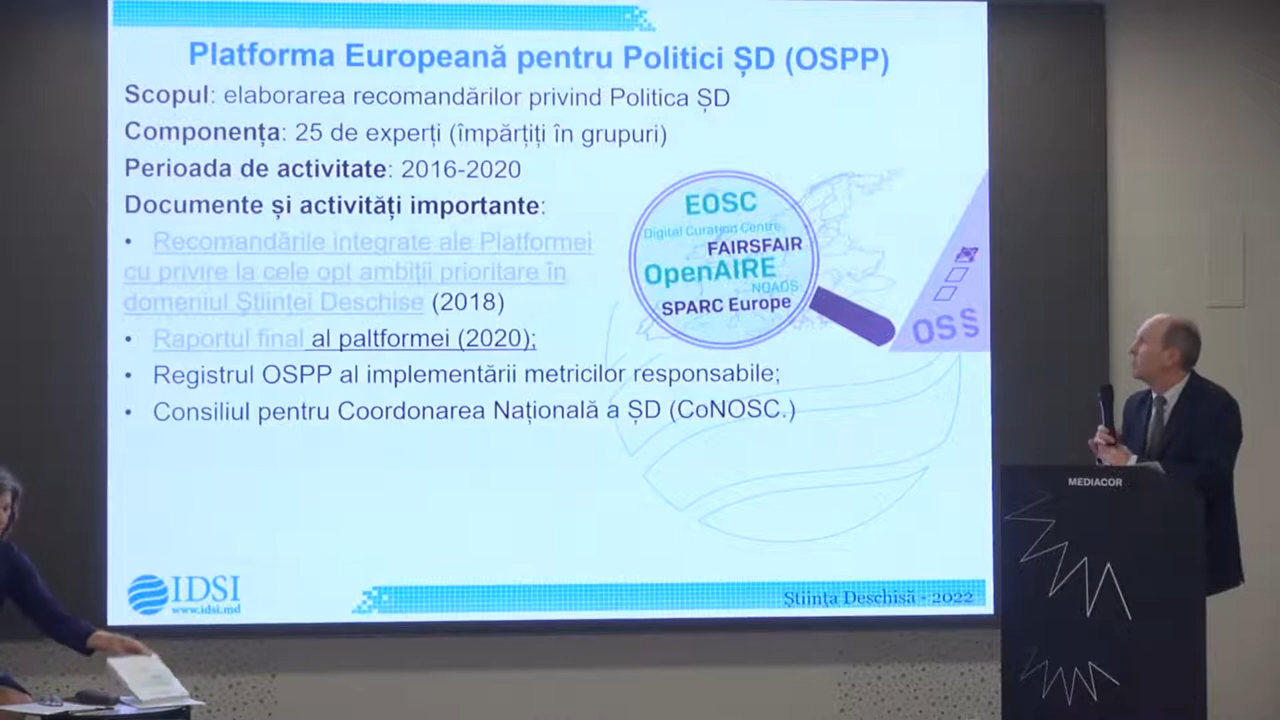 Platforma Europeană pentru Politici ȘD (OSPP)
Scopul: elaborarea recomandărilor privind Politica ȘD
Componența: 25 de experți (împărțiți în grupuri)
Perioada de activitate: 2016-2020
Documente și activități importante:
• Recomandările integrate ale Platformei
cu privire la cele opt ambiții prioritare în
domeniul Științei Deschise (2018)
• Raportul final al paltformei (2020);
• Registrul OSPP al implementării metricilor responsabile;
• Consiliul pentru Coordonarea Națională a ȘD (CoNOSC.)
EOSC
Digital Curation Centre
FAIRSFAIR
OpenAIRE
NOADS
SPARC Europe
OSS
MEDIACOR
IDSI
www.idsi.md
Știința Deschisă - 2022